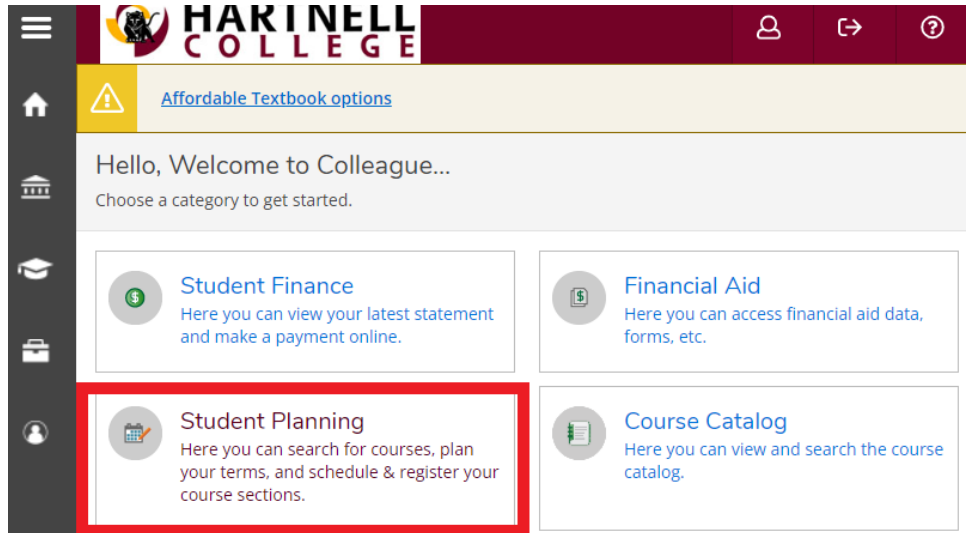 HARTNELL
COLLEGE
Affordable Textbook options
Hello, Welcome to Colleague...
Choose a category to get started.
Student Finance
Here you can view your latest statement
and make a payment online.
Financial Aid
Here you can access financial aid data,
forms, etc.
Student Planning
Here you can search for courses, plan
your terms, and schedule & register your
course sections.
Course Catalog
Here you can view and search the course
catalog.